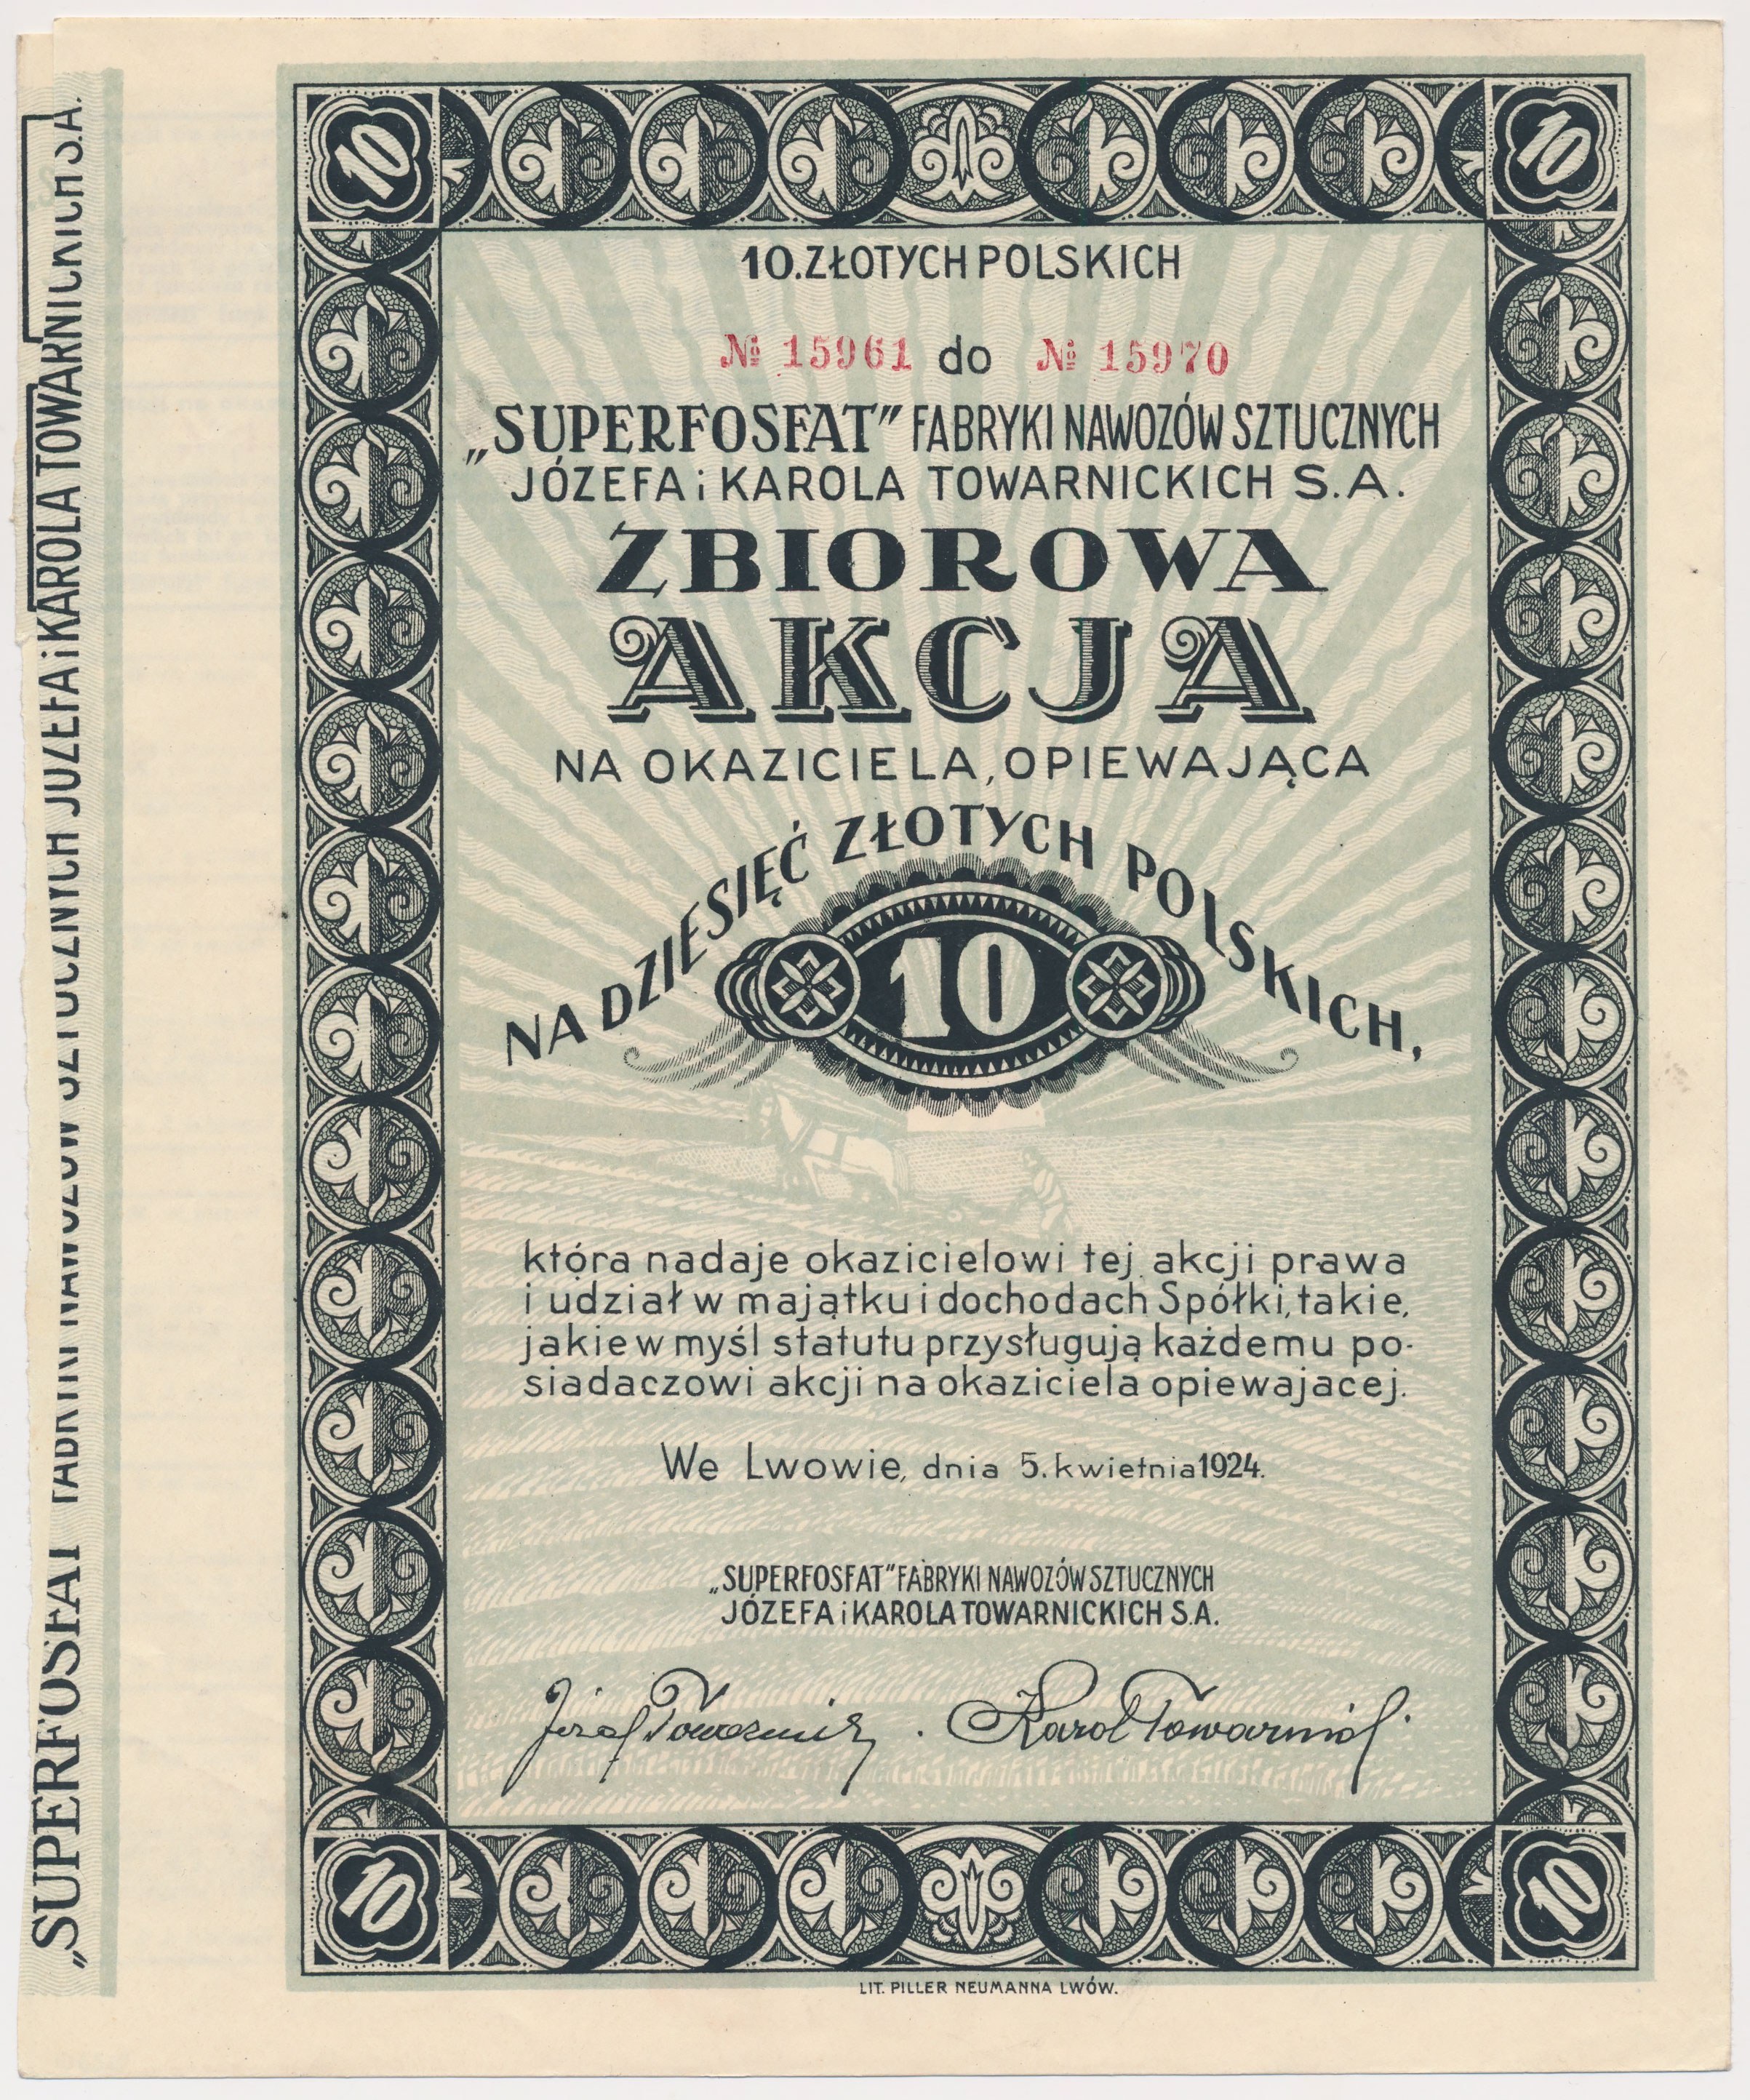 10
10
10. ZŁOTYCH POLSKICH
№ 15961 do № 15970
„SUPERFOSFAT” FABRYKI NAWOZÓW SZTUCZNYCH
JÓZEFA i KAROLA TOWARNICKICH S.A.
ZBIOROWA
AKCJA
NA OKAZICIELA, OPIEWAJĄCA
NA DZIESIĘĆ ZŁOTYCH POLSKICH,
10
która nadaje okazicielowi tej akcji prawa
i udział w majątku i dochodach Spółki, takie,
jakie w myśl statutu przysługują każdemu po-
siadaczowi akcji na okaziciela opiewajacej.
We Lwowie, dnia 5. kwietnia 1924.
„SUPERFOSFAT” FABRYKI NAWOZÓW SZTUCZNYCH
JÓZEFA i KAROLA TOWARNICKICH S.A.
Józef Towarnicki . Karol Towarnicki
10
10
LIT. PILLER NEUMANNA LWÓW.
„SUPERFOSFAT FABRYKI NAWOZÓW SZTUCZNYCH JÓZEFA i KAROLA TOWARNICKICH S.A.